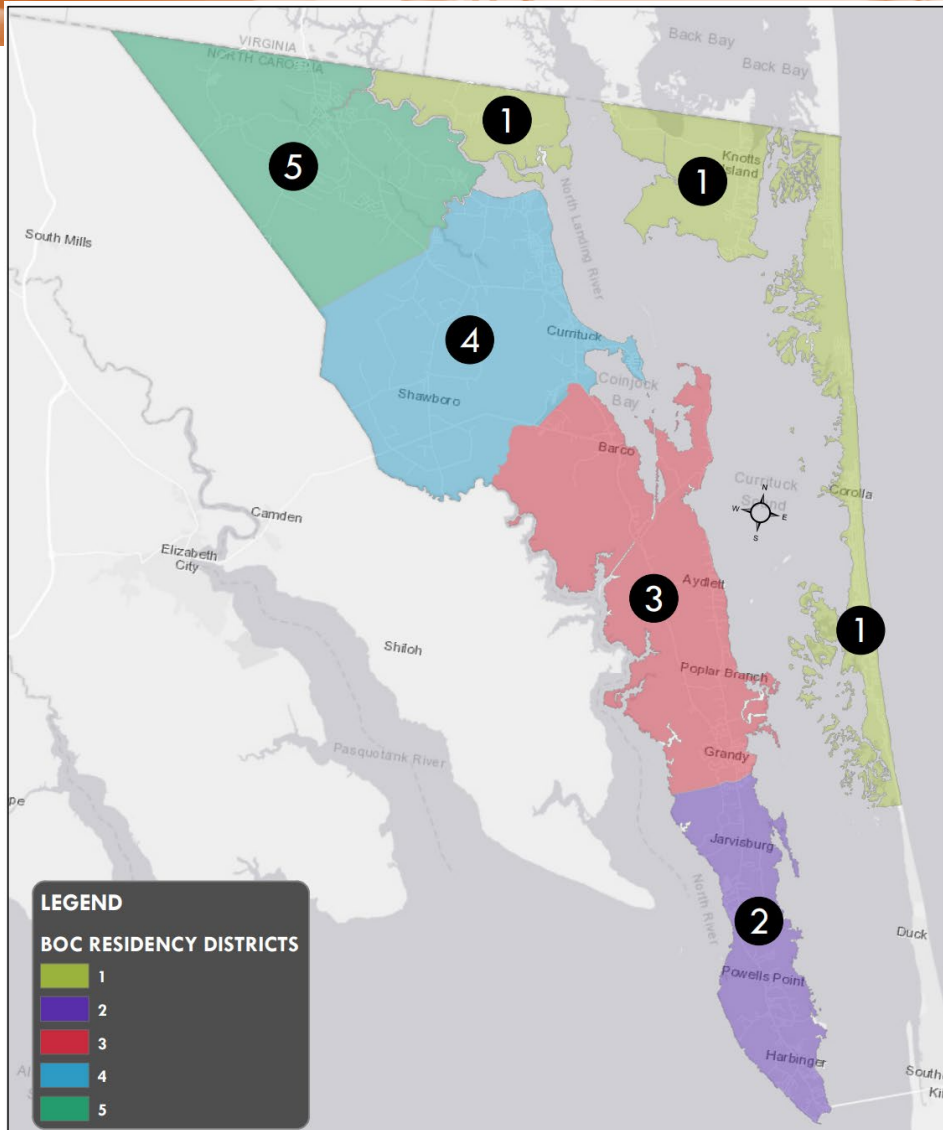 Back Bay
Back Bay
VIRGINIA
NORTH CAROLINA
1
5
1
Knotts
Island
South Mills
North Landing River
4
Currituck
Coinjock
Bay
Shawboro
Barco
Currituck
Corolla
N
W E
S
Camden
Elizabeth
City
3
Aydlett
1
Shiloh
Poplar Branch
Pasquotank River
Grandy
Jarvisburg
North River
2
Duck
Powells Point
Harbinger
LEGEND
BOC RESIDENCY DISTRICTS
1
2
3
4
5